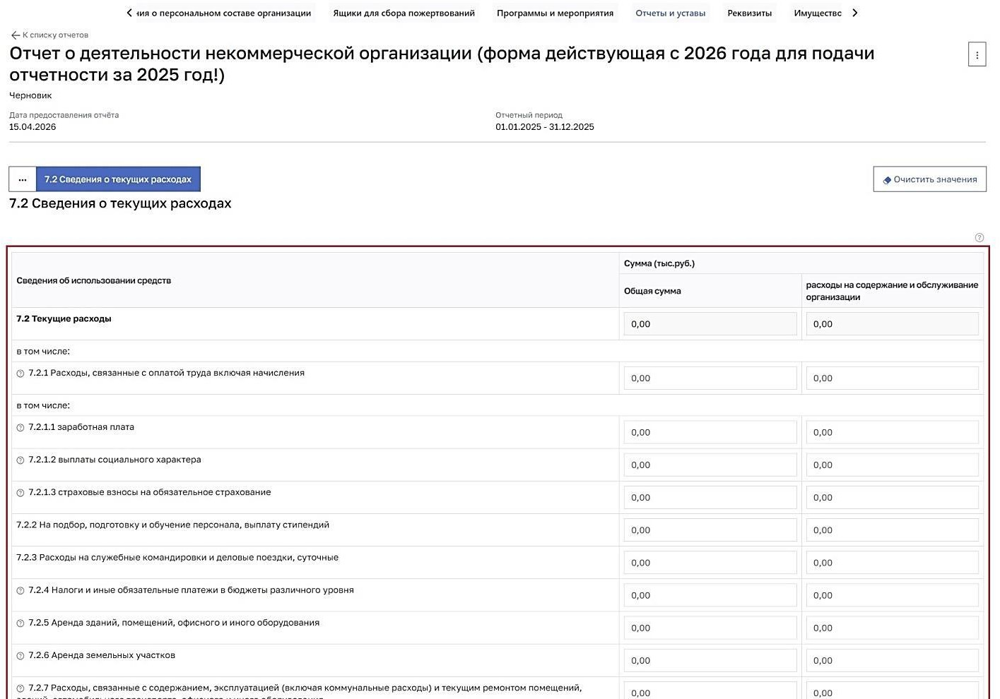 ния о персональном составе организации Ящики для сбора пожертвований Программы и мероприятия Отчеты и уставы Реквизиты Имуществс
К списку отчетов
Отчет о деятельности некоммерческой организации (форма действующая с 2026 года для подачи
отчетности за 2025 год!)
Черновик
Дата предоставления отчёта Отчетный период
15.04.2026 01.01.2025 - 31.12.2025
... 7.2 Сведения о текущих расходах Очистить значения
7.2 Сведения о текущих расходах
Сведения об использовании средств
Сумма (тыс.руб.)
Общая сумма
расходы на содержание и обслуживание
организации
7.2 Текущие расходы 0,00 0,00
в том числе:
7.2.1 Расходы, связанные с оплатой труда включая начисления 0,00 0,00
в том числе:
7.2.1.1 заработная плата 0,00 0,00
7.2.1.2 выплаты социального характера 0,00 0,00
7.2.1.3 страховые взносы на обязательное страхование 0,00 0,00
7.2.2 На подбор, подготовку и обучение персонала, выплату стипендий 0,00 0,00
7.2.3 Расходы на служебные командировки и деловые поездки, суточные 0,00 0,00
7.2.4 Налоги и иные обязательные платежи в бюджеты различного уровня 0,00 0,00
7.2.5 Аренда зданий, помещений, офисного и иного оборудования 0,00 0,00
7.2.6 Аренда земельных участков 0,00 0,00
7.2.7 Расходы, связанные с содержанием, эксплуатацией (включая коммунальные расходы) и текущим ремонтом помещений, 0,00 0,00